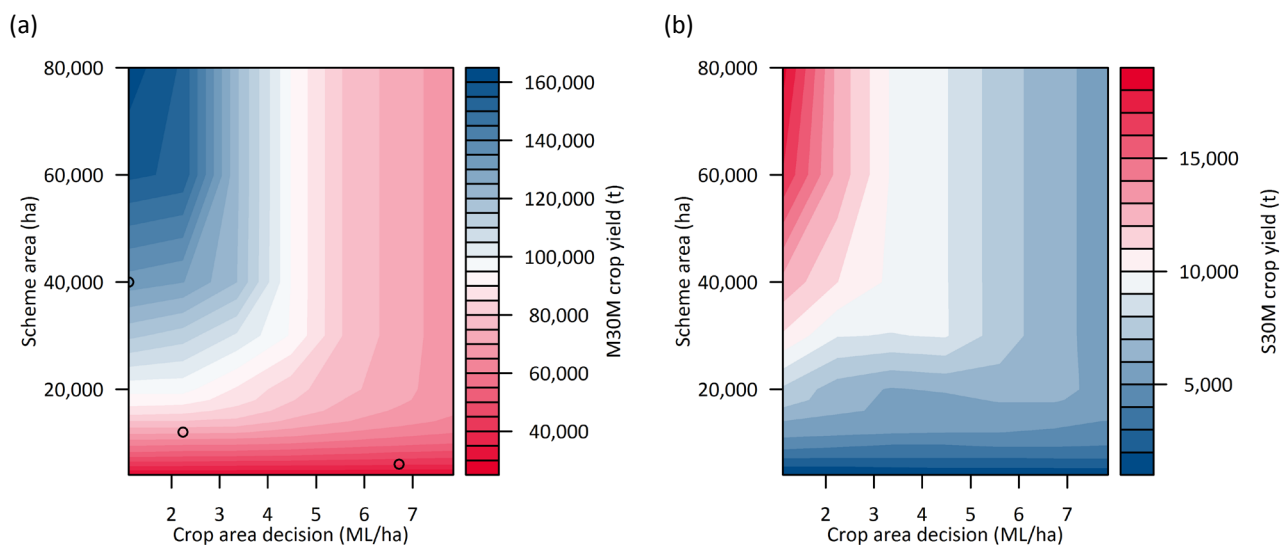 (a)
80,000
60,000
40,000
20,000
Scheme area (ha)
2 3 4 5 6 7
Crop area decision (ML/ha)
160,000
140,000
120,000
100,000
80,000
60,000
40,000
M30M crop yield (t)
(b)
80,000
60,000
40,000
20,000
Scheme area (ha)
2 3 4 5 6 7
Crop area decision (ML/ha)
15,000
10,000
5,000
S30M crop yield (t)